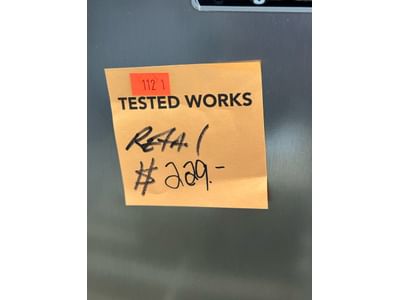 112 1
TESTED WORKS
RETAIL
$ 229.-